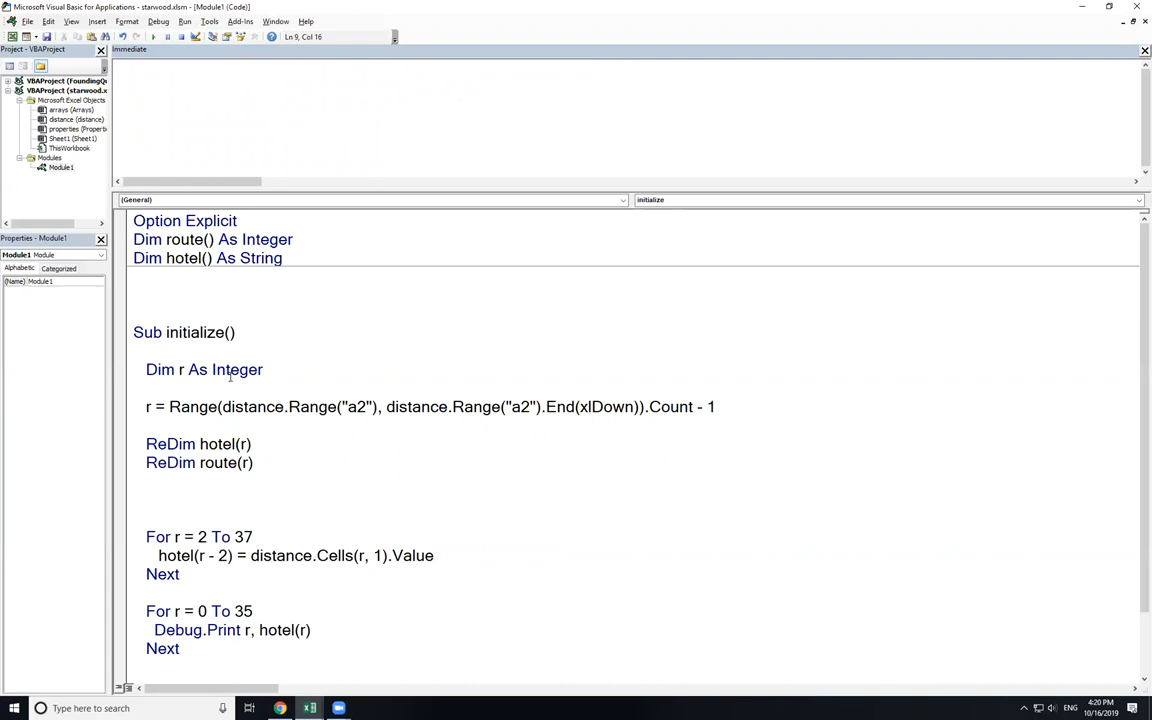 Microsoft Visual Basic for Applications - starwood.xlsm - [Module1 (Code)]
File Edit View Insert Format Debug Run Tools Add-Ins Window Help
Ln 9, Col 16
Project - VBAProject
Immediate
VBAProject (FoundingQu
VBAProject (starwood.x
Microsoft Excel Objects
arrays (Arrays)
distance (distance)
properties (Properti
Sheet1 (Sheet1)
ThisWorkbook
Modules
Module1
(General)
initialize
Properties - Module1
Module1 Module
Alphabetic Categorized
(Name) Module1
Option Explicit
Dim route() As Integer
Dim hotel() As String
Sub initialize()
Dim r As Integer
r = Range(distance.Range("a2"), distance.Range("a2").End(xlDown)).Count - 1
ReDim hotel(r)
ReDim route(r)
For r = 2 To 37
hotel(r - 2) = distance.Cells(r, 1).Value
Next
For r = 0 To 35
Debug.Print r, hotel(r)
Next
Type here to search
ENG
4:20 PM
10/16/2019